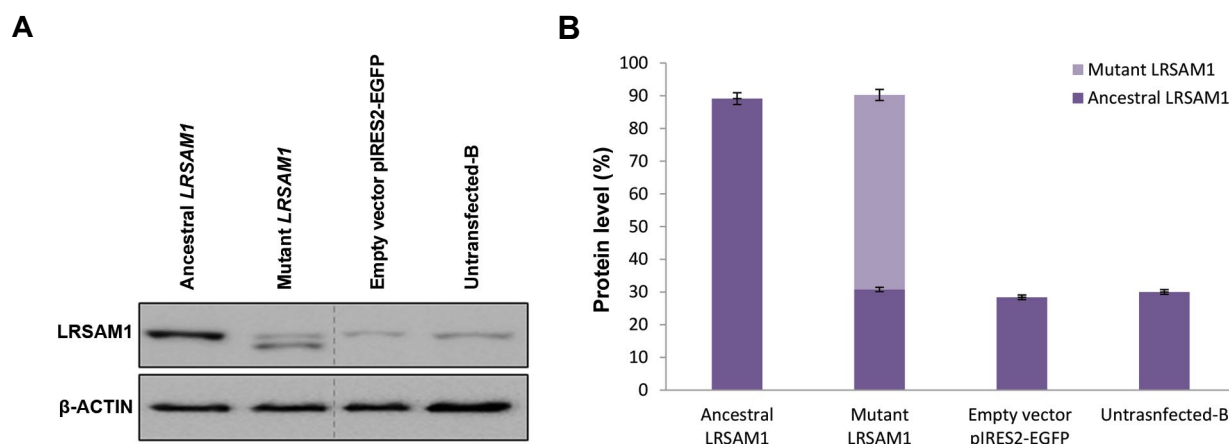 A
Ancestral LRSAM1
Mutant LRSAM1
Empty vector pIRES2-EGFP
Untransfected-B
LRSAM1
β-ACTIN
B
Protein level (%)
100
90
80
70
60
50
40
30
20
10
0
Mutant LRSAM1
Ancestral LRSAM1
Ancestral
LRSAM1
Mutant
LRSAM1
Empty vector
pIRES2-EGFP
Untrasnfected-B